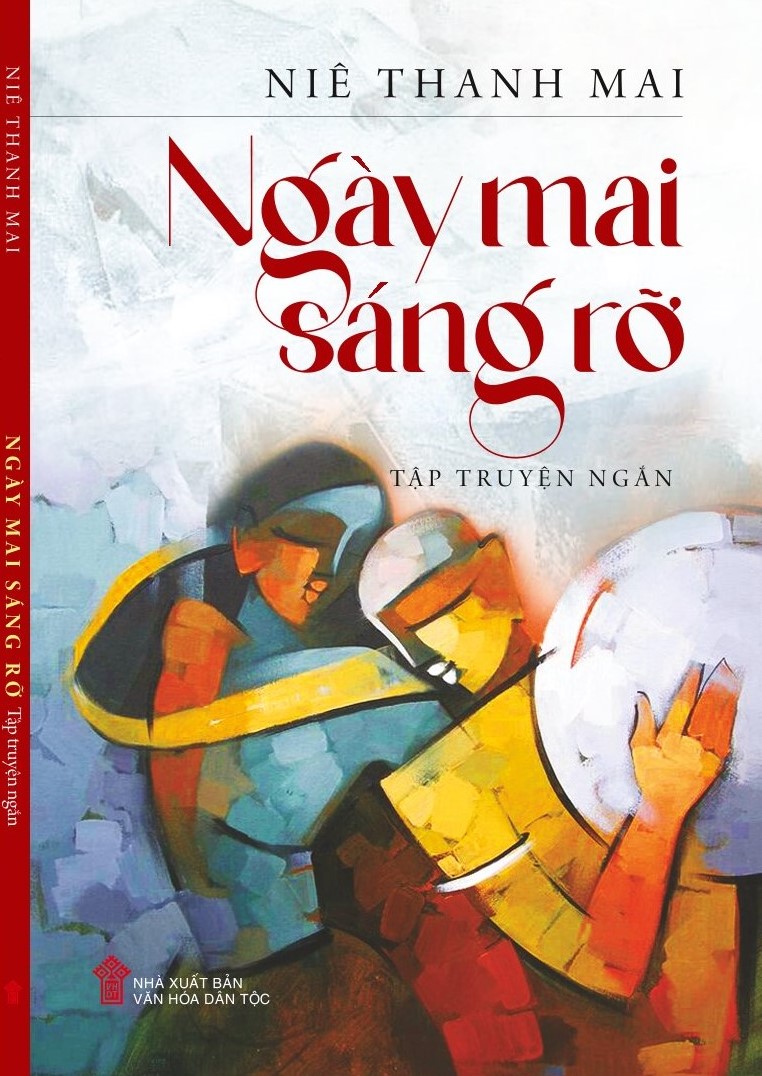 NIÊ THANH MAI
NGÀY MAI SÁNG RỠ Tập truyện ngắn
NIÊ THANH MAI
Ngày mai
sáng rỡ
TẬP TRUYỆN NGẮN
NHÀ XUẤT BẢN
VĂN HÓA DÂN TỘC